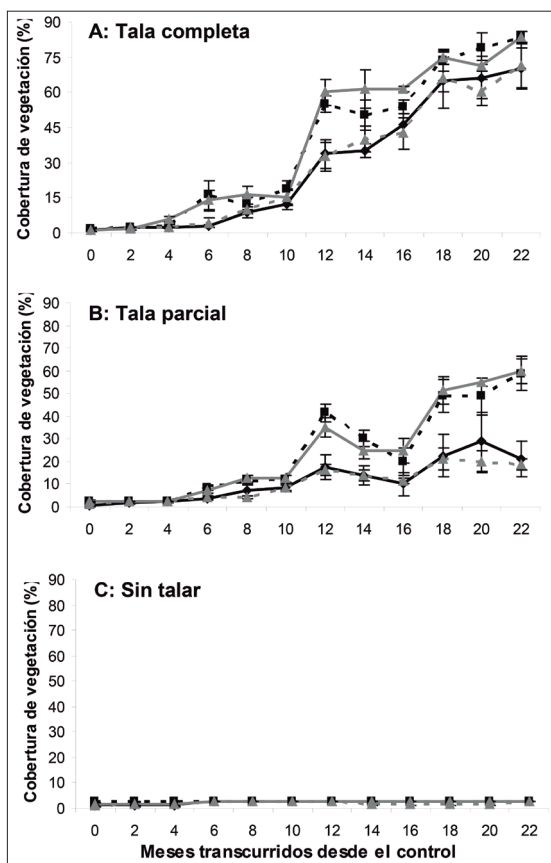 A: Tala completa
Cobertura de vegetación (%)
90
75
60
45
30
15
0
0 2 4 6 8 10 12 14 16 18 20 22
B: Tala parcial
Cobertura de vegetación (%)
90
80
70
60
50
40
30
20
10
0
0 2 4 6 8 10 12 14 16 18 20 22
C: Sin talar
Cobertura de vegetación (%)
90
80
70
60
50
40
30
20
10
0
0 2 4 6 8 10 12 14 16 18 20 22
Meses transcurridos desde el control